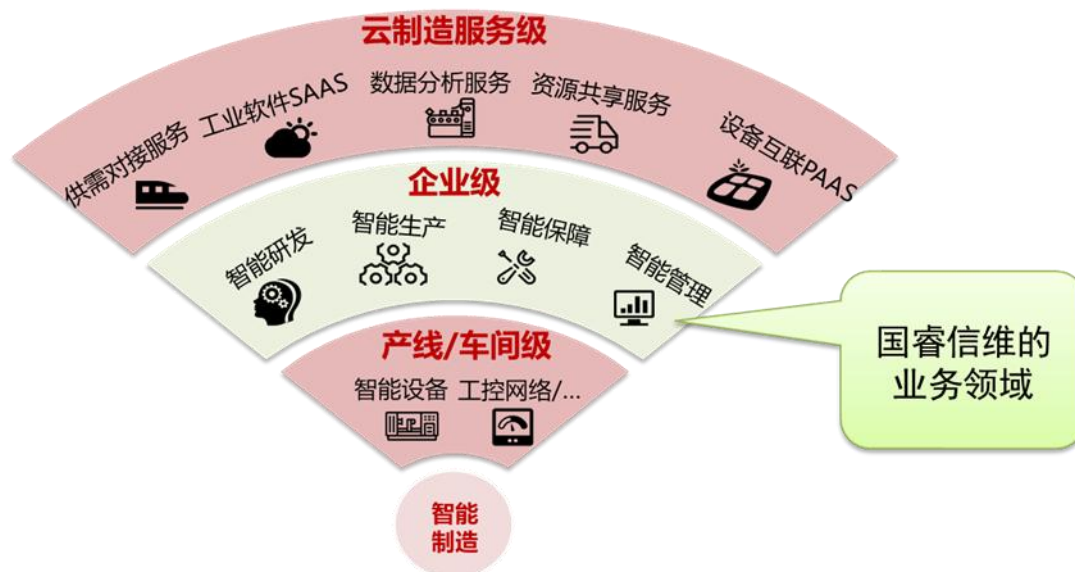 云制造服务级
供需对接服务
工业软件SAAS
数据分析服务
资源共享服务
设备互联PAAS
企业级
智能研发
智能生产
智能保障
智能管理
产线/车间级
智能设备
工控网络/...
智能
制造
国睿信维的
业务领域